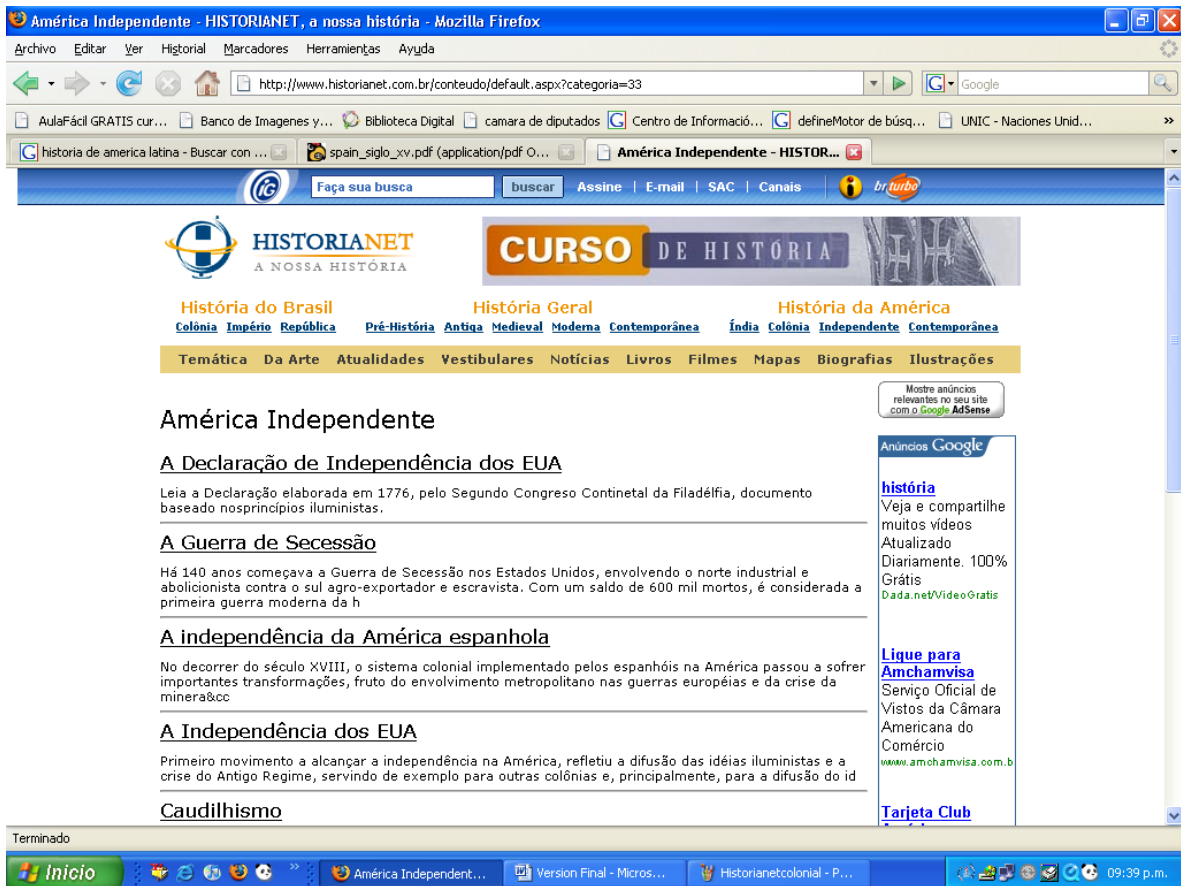 América Independente - HISTORIANET, a nossa história - Mozilla Firefox
Archivo Editar Ver Historial Marcadores Herramientas Ayuda
http://www.historianet.com.br/conteudo/default.aspx?categoria=33 Google
AulaFácil GRATIS cur... Banco de Imagenes y... Biblioteca Digital camara de diputados Centro de Informació... defineMotor de búsq... UNIC - Naciones Unid... »
historia de america latina - Buscar con ... spain_siglo_xv.pdf (application/pdf O... América Independente - HISTOR...
iG Faça sua busca buscar Assine | E-mail | SAC | Canais i brturbo
HISTORIANET
A NOSSA HISTÓRIA
CURSO DE HISTÓRIA
História do Brasil História Geral História da América
Colônia Império República Pré-História Antiga Medieval Moderna Contemporânea Índia Colônia Independente Contemporânea
Temática Da Arte Atualidades Vestibulares Notícias Livros Filmes Mapas Biografias Ilustrações
América Independente
A Declaração de Independência dos EUA
Leia a Declaração elaborada em 1776, pelo Segundo Congreso Continetal da Filadélfia, documento
baseado nosprincípios iluministas.
A Guerra de Secessão
Há 140 anos começava a Guerra de Secessão nos Estados Unidos, envolvendo o norte industrial e
abolicionista contra o sul agro-exportador e escravista. Com um saldo de 600 mil mortos, é considerada a
primeira guerra moderna da h
A independência da América espanhola
No decorrer do século XVIII, o sistema colonial implementado pelos espanhóis na América passou a sofrer
importantes transformações, fruto do envolvimento metropolitano nas guerras européias e da crise da
minera&cc
A Independência dos EUA
Primeiro movimento a alcançar a independência na América, refletiu a difusão das idéias iluministas e a
crise do Antigo Regime, servindo de exemplo para outras colônias e, principalmente, para a difusão do id
Caudilhismo
Mostre anúncios
relevantes no seu site
com o Google AdSense
Anúncios Google
história
Veja e compartilhe
muitos vídeos
Atualizado
Diariamente. 100%
Grátis
Dada.net/VideoGratis
Ligue para
Amchamvisa
Serviço Oficial de
Vistos da Câmara
Americana do
Comércio
www.amchamvisa.com.b
Tarjeta Club
Terminado
Inicio » América Independent... Version Final - Micros... Historianetcolonial - P... 09:39 p.m.